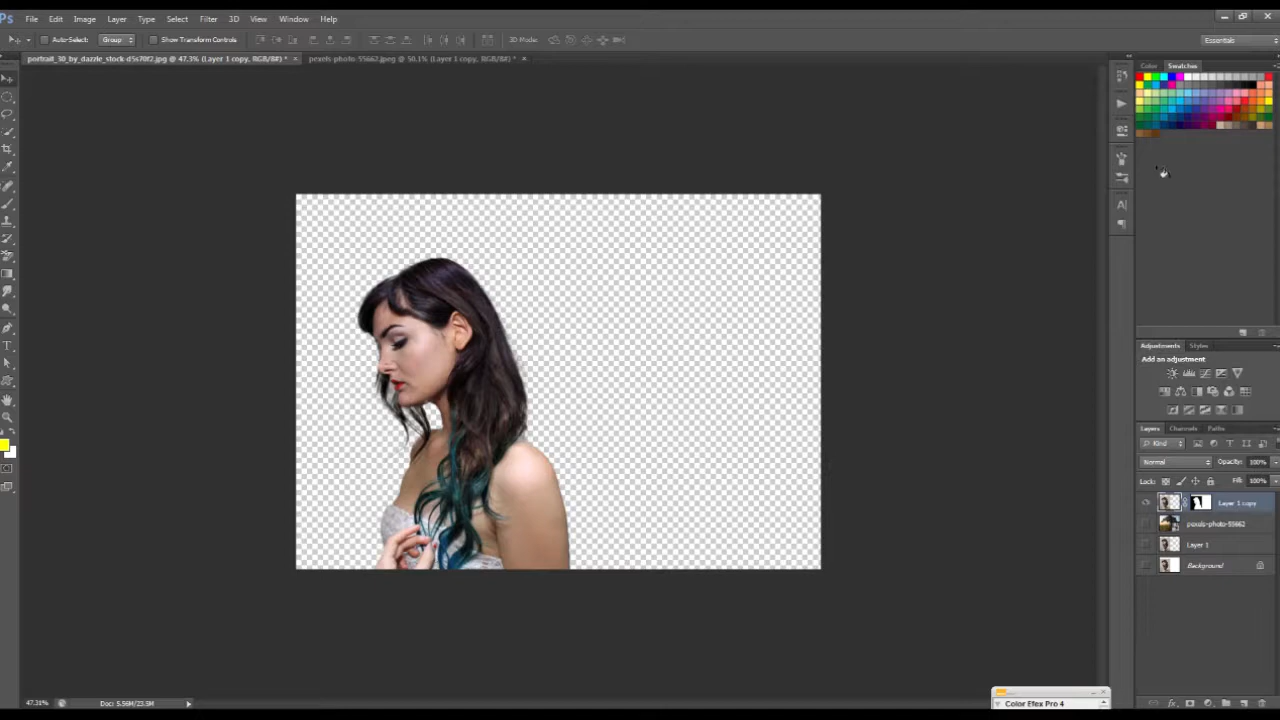 Ps File Edit Image Layer Type Select Filter 3D View Window Help
Auto-Select: Group Show Transform Controls 3D Mode: Essentials
portrait_30_by_dazzle_stock-d5s70f2.jpg @ 47.3% (Layer 1 copy, RGB/8#) * × pexels-photo-55662.jpeg @ 50.1% (Layer 1 copy, RGB/8#) * ×
Color Swatches
Adjustments Styles
Add an adjustment
Layers Channels Paths
Kind
Normal Opacity: 100%
Lock: Fill: 100%
Layer 1 copy
pexels-photo-55662
Layer 1
Background
47.31% Doc: 5.56M/23.5M
Color Efex Pro 4